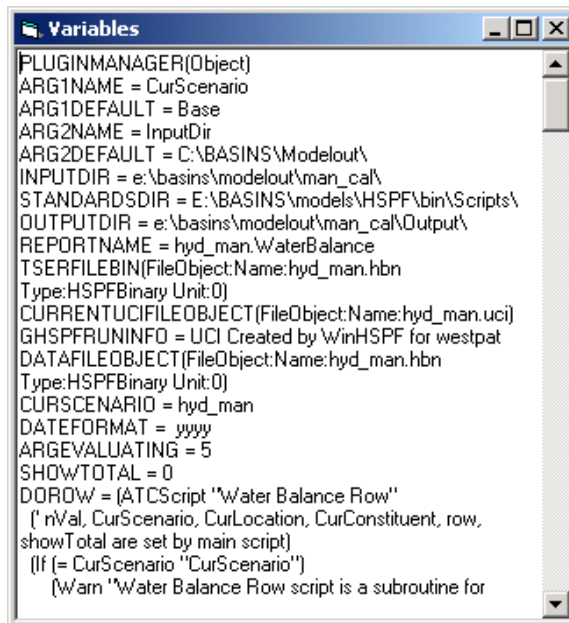 Variables
PLUGINMANAGER(Object)
ARG1NAME = CurScenario
ARG1DEFAULT = Base
ARG2NAME = InputDir
ARG2DEFAULT = C:\BASINS\Modelout\
INPUTDIR = e:\basins\modelout\man_cal\
STANDARDSDIR = E:\BASINS\models\HSPF\bin\Scripts\
OUTPUTDIR = e:\basins\modelout\man_cal\Output\
REPORTNAME = hyd_man.WaterBalance
TSERFILEBIN(FileObject:Name:hyd_man.hbn
Type:HSPFBinary Unit:0)
CURRENTUCIFILEOBJECT(FileObject:Name:hyd_man.uci)
GHSPFRUNINFO = UCI Created by WinHSPF for westpat
DATAFILEOBJECT(FileObject:Name:hyd_man.hbn
Type:HSPFBinary Unit:0)
CURSCENARIO = hyd_man
DATEFORMAT = yyyy
ARGEVALUATING = 5
SHOWTOTAL = 0
DOROW = (ATCScript "Water Balance Row"
(' nVal, CurScenario, CurLocation, CurConstituent, row,
showTotal are set by main script)
(If (= CurScenario "CurScenario")
(Warn "Water Balance Row script is a subroutine for